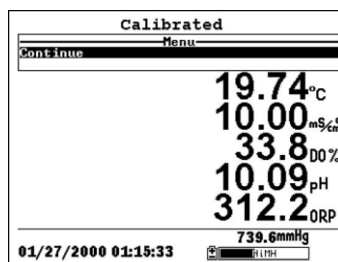 Calibrated
Menu
Continue
19.74°C
10.00mS/cm
33.8DO%
10.09pH
312.2ORP
739.6mmHg
01/27/2000 01:15:33 NiMH